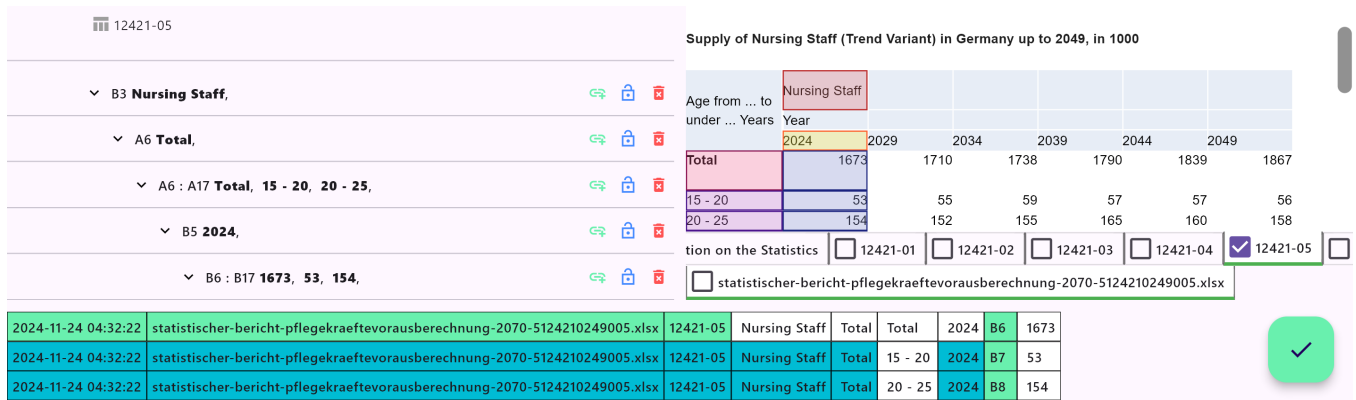 12421-05
B3 Nursing Staff,
A6 Total,
A6 : A17 Total, 15 - 20, 20 - 25,
B5 2024,
B6 : B17 1673, 53, 154,
Supply of Nursing Staff (Trend Variant) in Germany up to 2049, in 1000
Age from ... to
under ... Years
Nursing Staff
Year
2024 2029 2034 2039 2044 2049
Total 1673 1710 1738 1790 1839 1867
15 - 20 53 55 59 57 57 56
20 - 25 154 152 155 165 160 158
tion on the Statistics 12421-01 12421-02 12421-03 12421-04 12421-05
statistischer-bericht-pflegekraeftevorausberechnung-2070-5124210249005.xlsx
2024-11-24 04:32:22 statistischer-bericht-pflegekraeftevorausberechnung-2070-5124210249005.xlsx 12421-05 Nursing Staff Total Total 2024 B6 1673
2024-11-24 04:32:22 statistischer-bericht-pflegekraeftevorausberechnung-2070-5124210249005.xlsx 12421-05 Nursing Staff Total 15 - 20 2024 B7 53
2024-11-24 04:32:22 statistischer-bericht-pflegekraeftevorausberechnung-2070-5124210249005.xlsx 12421-05 Nursing Staff Total 20 - 25 2024 B8 154